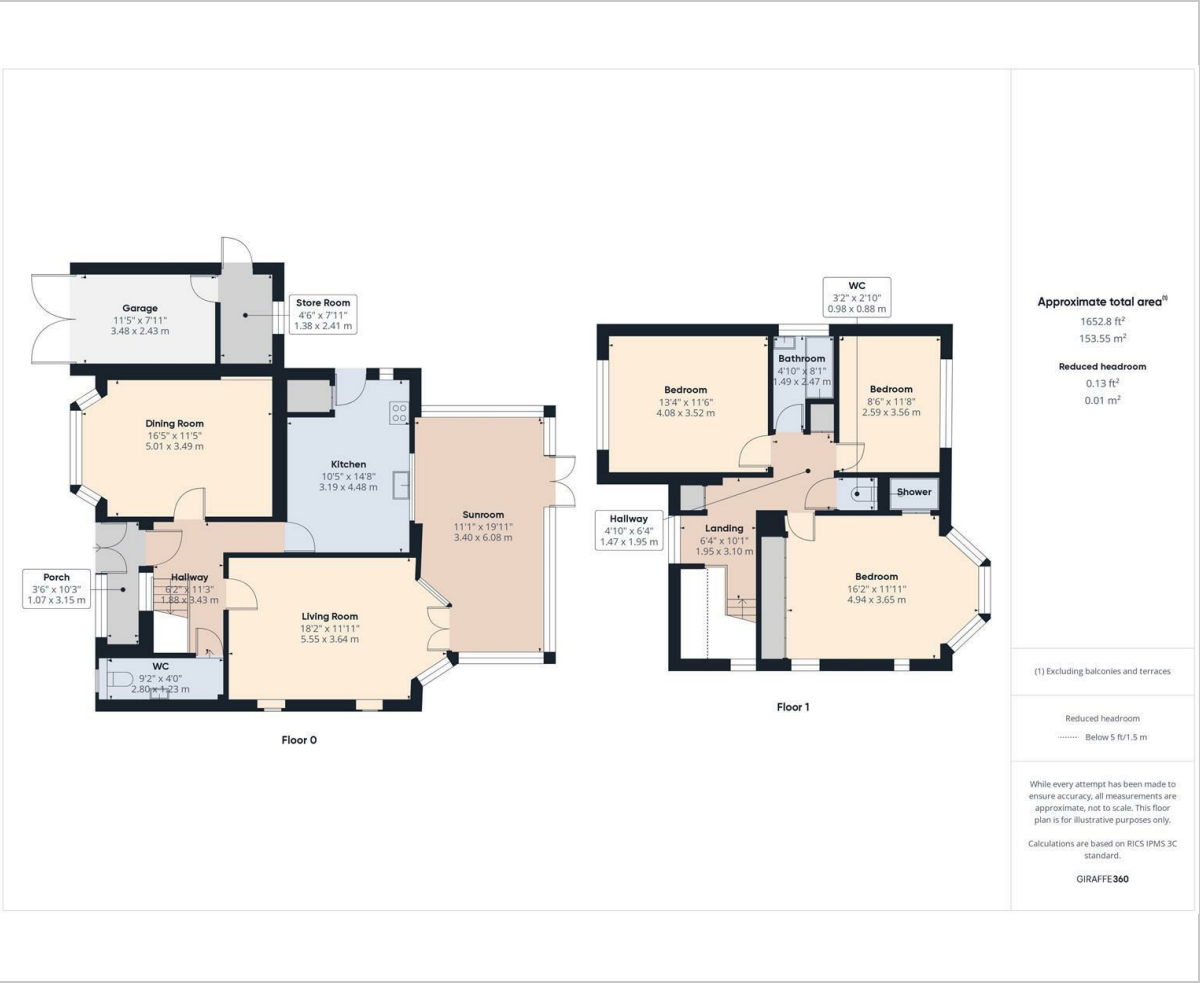 Garage
11'5" x 7'11"
3.48 x 2.43 m
Store Room
4'6" x 7'11"
1.38 x 2.41 m
Dining Room
16'5" x 11'5"
5.01 x 3.49 m
Kitchen
10'5" x 14'8"
3.19 x 4.48 m
Sunroom
11'1" x 19'11"
3.40 x 6.08 m
Porch
3'6" x 10'3"
1.07 x 3.15 m
Hallway
6'2" x 11'3"
1.88 x 3.43 m
Living Room
18'2" x 11'11"
5.55 x 3.64 m
WC
9'2" x 4'0"
2.80 x 1.23 m
Floor 0
WC
3'2" x 2'10"
0.98 x 0.88 m
Bedroom
13'4" x 11'6"
4.08 x 3.52 m
Bathroom
4'10" x 8'1"
1.49 x 2.47 m
Bedroom
8'6" x 11'8"
2.59 x 3.56 m
Hallway
4'10" x 6'4"
1.47 x 1.95 m
Landing
6'4" x 10'1"
1.95 x 3.10 m
Shower
Bedroom
16'2" x 11'11"
4.94 x 3.65 m
Floor 1
Approximate total area(1)
1652.8 ft²
153.55 m²
Reduced headroom
0.13 ft²
0.01 m²
(1) Excluding balconies and terraces
Reduced headroom
Below 5 ft/1.5 m
While every attempt has been made to
ensure accuracy, all measurements are
approximate, not to scale. This floor
plan is for illustrative purposes only.
Calculations are based on RICS IPMS 3C
standard.
GIRAFFE360